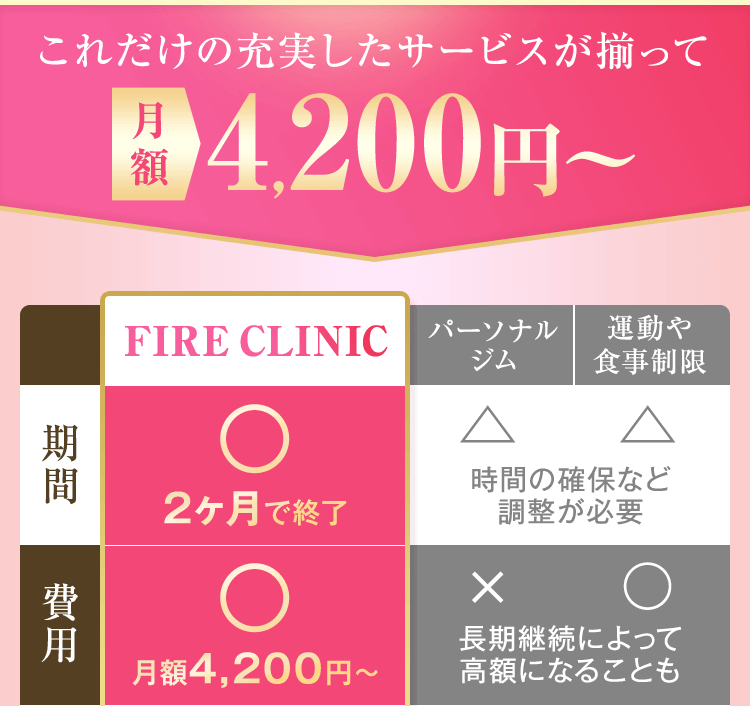 これだけの充実したサービスが揃って
月額
4,200円～
FIRE CLINIC
パーソナル
ジム
運動や
食事制限
期間
○
2ヶ月で終了
△
△
時間の確保など
調整が必要
費用
○
月額4,200円～
×
○
長期継続によって
高額になることも